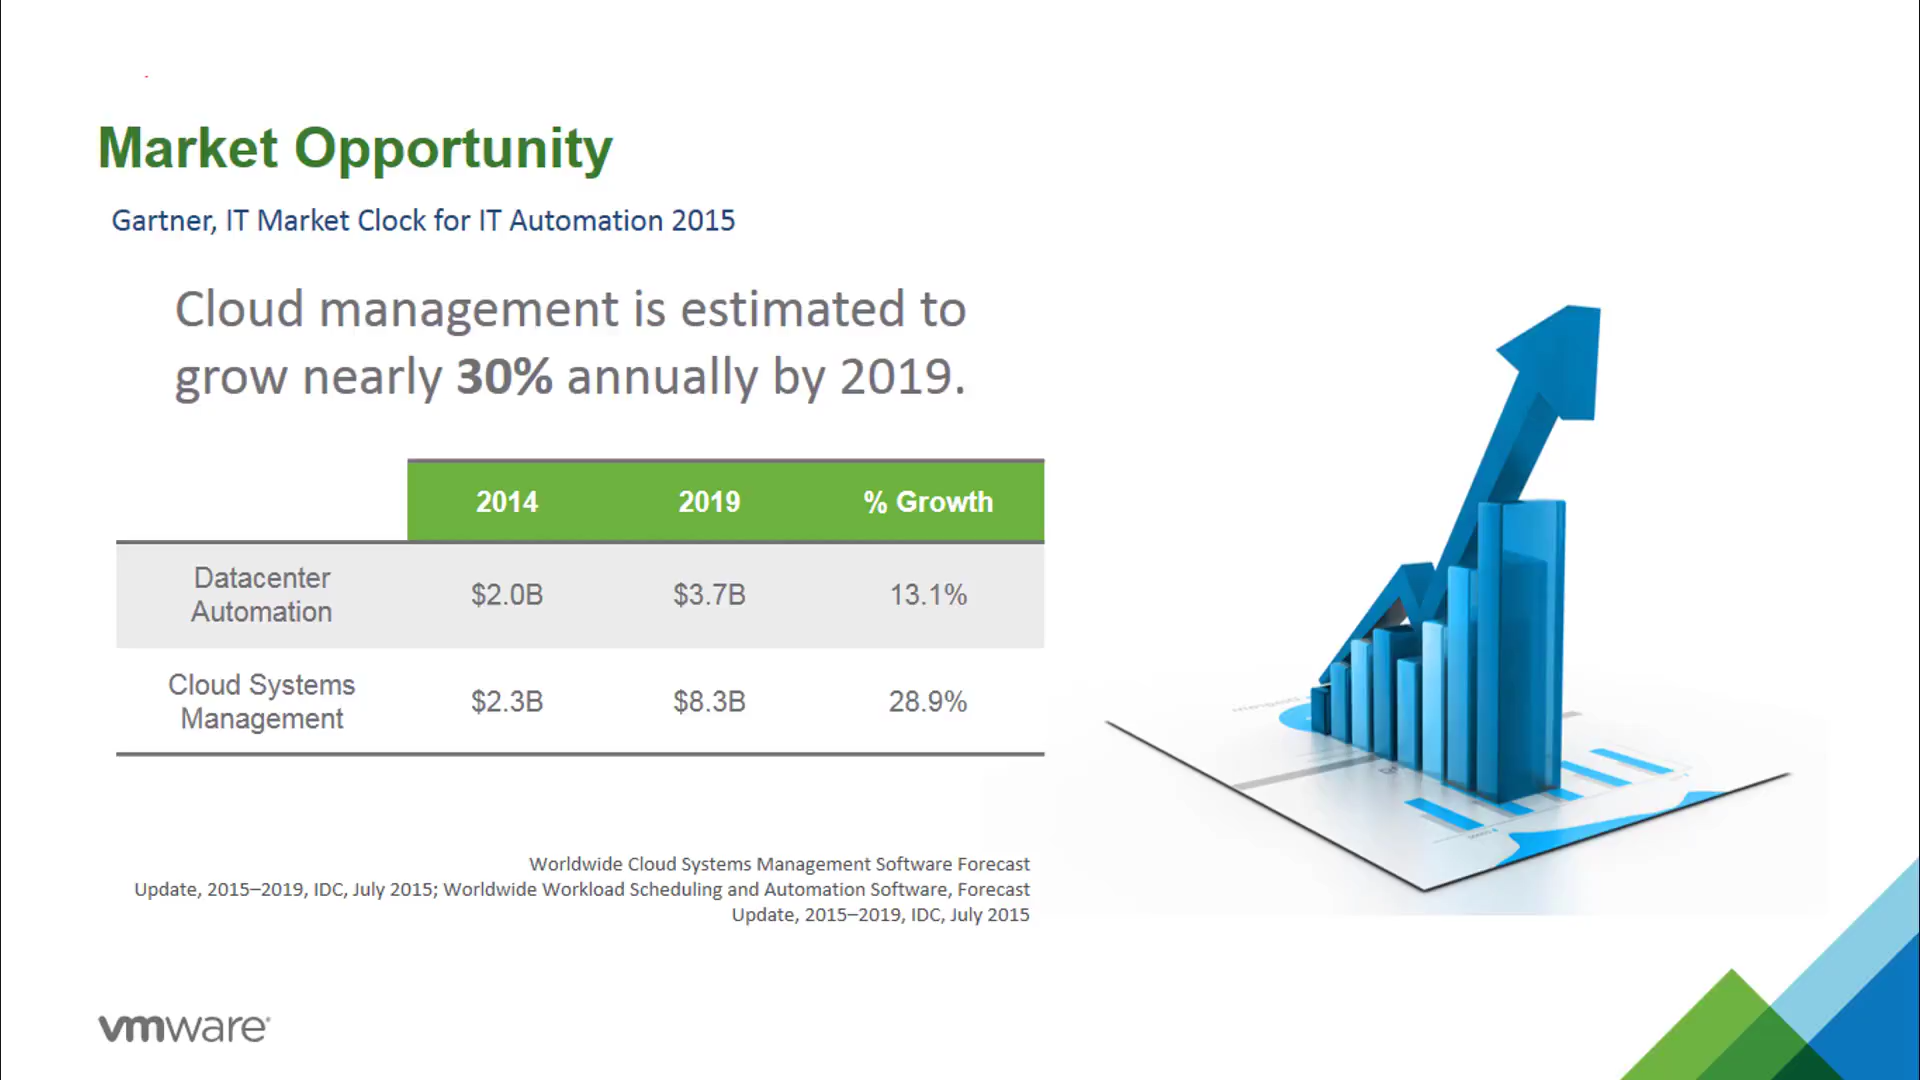 Market Opportunity
Gartner, IT Market Clock for IT Automation 2015
Cloud management is estimated to
grow nearly 30% annually by 2019.
2014 2019 % Growth
Datacenter
Automation $2.0B $3.7B 13.1%
Cloud Systems
Management $2.3B $8.3B 28.9%
Worldwide Cloud Systems Management Software Forecast
Update, 2015–2019, IDC, July 2015; Worldwide Workload Scheduling and Automation Software, Forecast
Update, 2015–2019, IDC, July 2015
vmware®